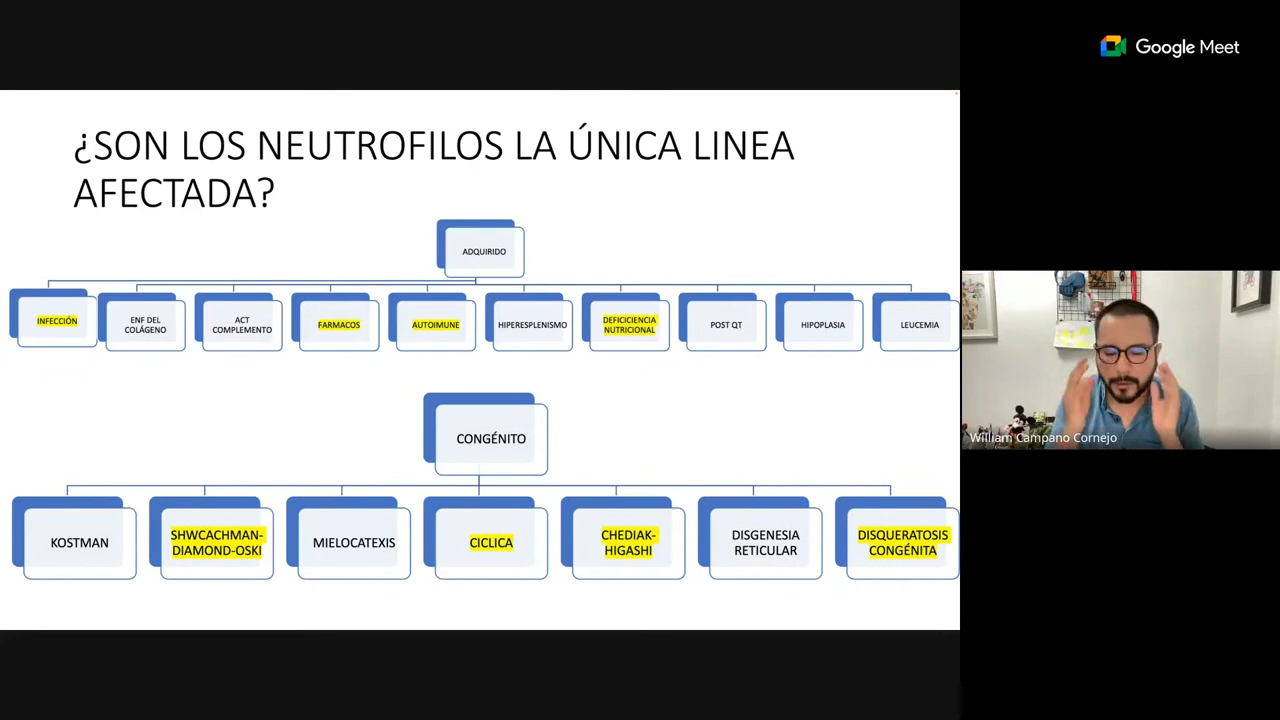 Google Meet
¿SON LOS NEUTROFILOS LA ÚNICA LINEA
AFECTADA?
ADQUIRIDO
INFECCIÓN
ENF DEL
COLÁGENO
ACT
COMPLEMENTO
FARMACOS
AUTOIMUNE
HIPERESPLENISMO
DEFICICIENCIA
NUTRICIONAL
POST QT
HIPOPLASIA
LEUCEMIA
CONGÉNITO
KOSTMAN
SHWCACHMAN-
DIAMOND-OSKI
MIELOCATEXIS
CICLICA
CHEDIAK-
HIGASHI
DISGENESIA
RETICULAR
DISQUERATOSIS
CONGÉNITA
William Campano Cornejo